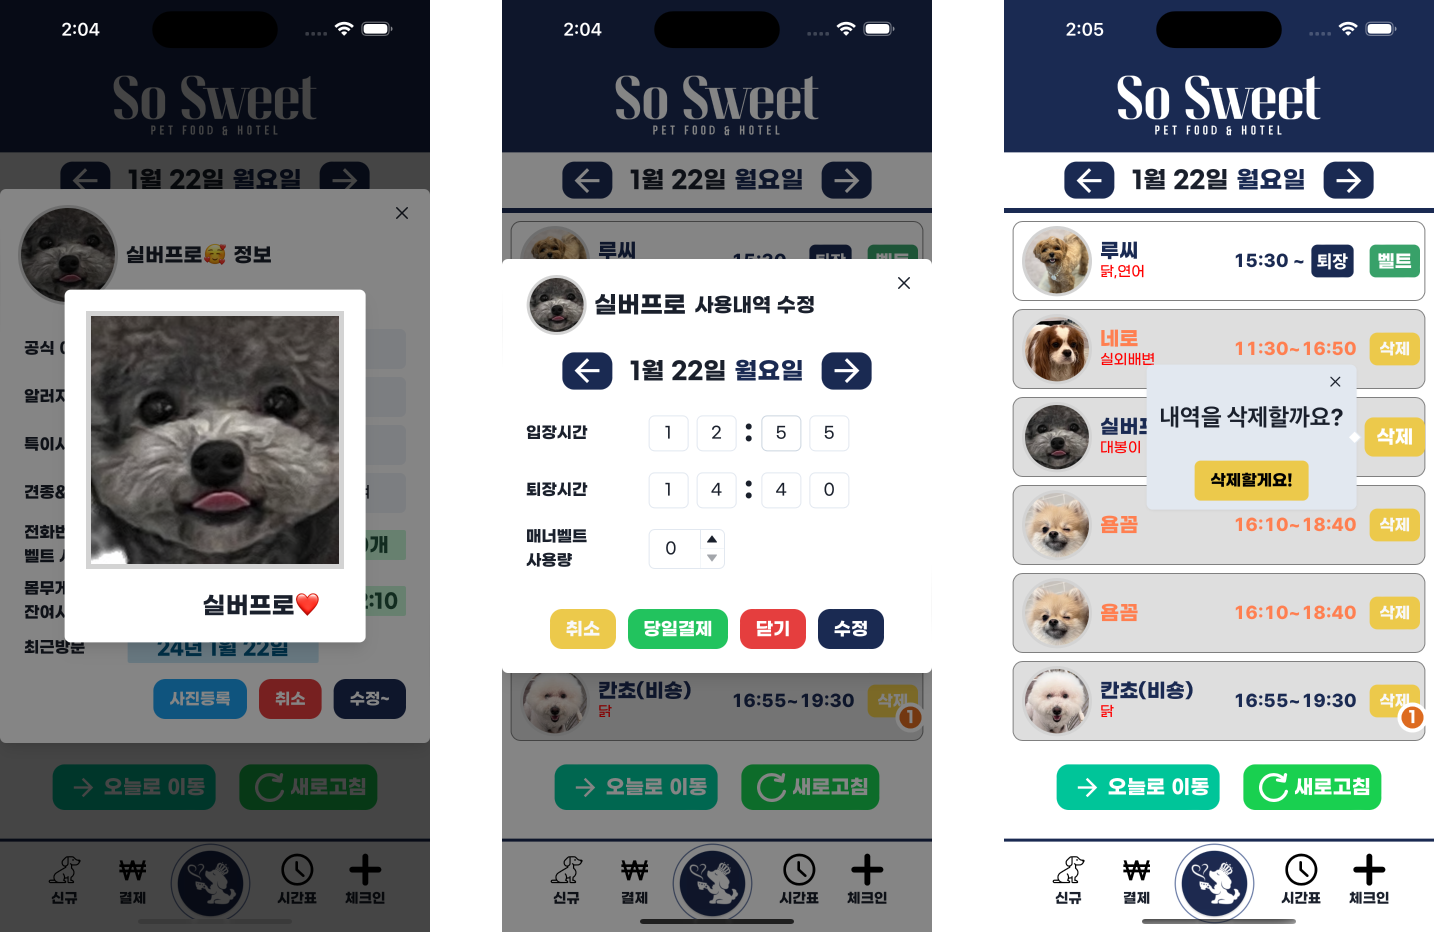 2:04
So Sweet
PET FOOD & HOTEL
1월 22일 월요일
실버프로🥰 정보
공식
알러
특이
견종&
전화
벨트
개
몸무
잔여
:10
실버프로❤️
최근방문
24년 1월 22일
사진등록
취소
수정~
오늘로 이동
새로고침
신규
결제
시간표
체크인
2:04
So Sweet
PET FOOD & HOTEL
1월 22일 월요일
루씨
15:30 ~
퇴장
벨트
실버프로 사용내역 수정
1월 22일 월요일
입장시간
1 2 : 5 5
퇴장시간
1 4 : 4 0
매너벨트
사용량
0
취소
당일결제
닫기
수정
칸쵸(비숑)
닭
16:55~19:30
삭제
1
오늘로 이동
새로고침
신규
결제
시간표
체크인
2:05
So Sweet
PET FOOD & HOTEL
1월 22일 월요일
루씨
닭,연어
15:30 ~
퇴장
벨트
네로
실외배변
11:30~16:50
삭제
실버프
대봉이
내역을 삭제할까요?
삭제할게요!
삭제
욤꼼
16:10~18:40
삭제
욤꼼
16:10~18:40
삭제
칸쵸(비숑)
닭
16:55~19:30
삭제
1
오늘로 이동
새로고침
신규
결제
시간표
체크인